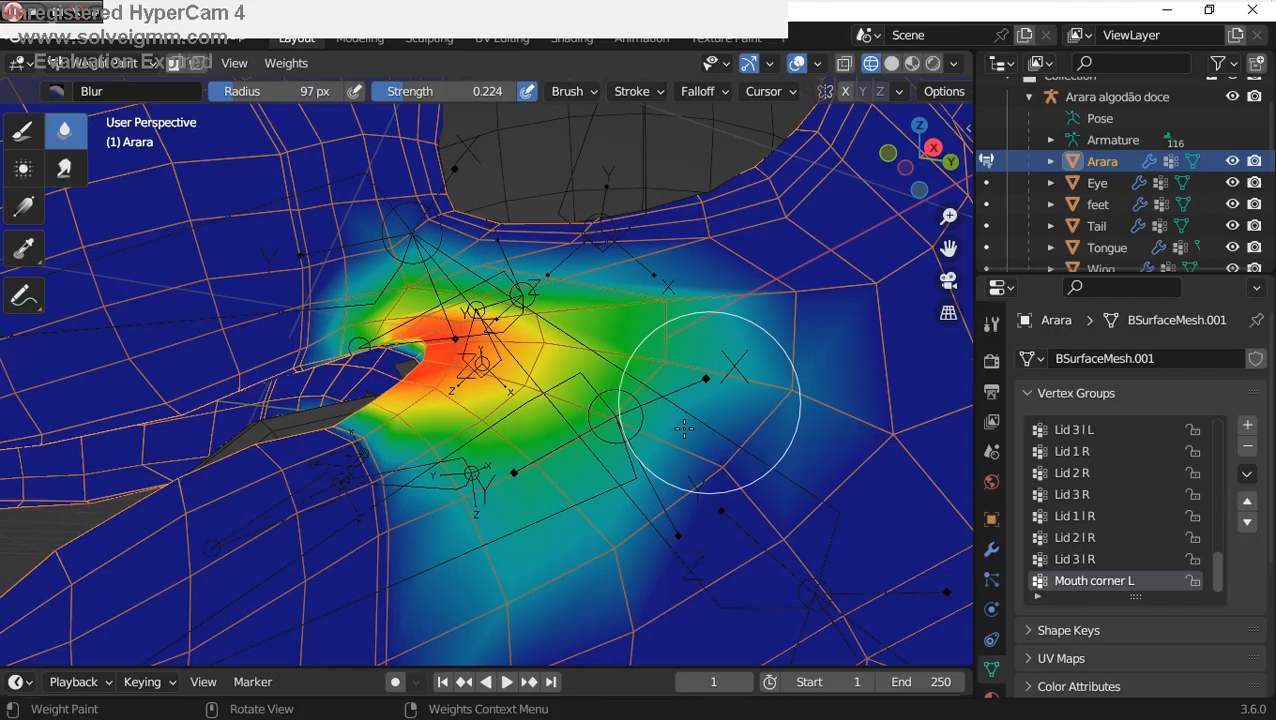 Unregistered HyperCam 4
www.solveigmm.com
Layout Modeling Sculpting UV Editing Shading Animation Texture Paint
Scene
ViewLayer
Evaluation Expired
Weight Paint View Weights
Blur Radius 97 px Strength 0.224 Brush Stroke Falloff Cursor X Y Z Options
User Perspective
(1) Arara
Z
X
Y
Collection
Arara algodão doce
Pose
Armature 116
Arara
Eye
feet
Tail
Tongue
Wing
Arara BSurfaceMesh.001
BSurfaceMesh.001
Vertex Groups
Lid 3 l L
Lid 1 R
Lid 2 R
Lid 3 R
Lid 1 l R
Lid 2 l R
Lid 3 l R
Mouth corner L
Shape Keys
UV Maps
Color Attributes
Playback Keying View Marker 1 Start 1 End 250
Weight Paint Rotate View Weights Context Menu 3.6.0